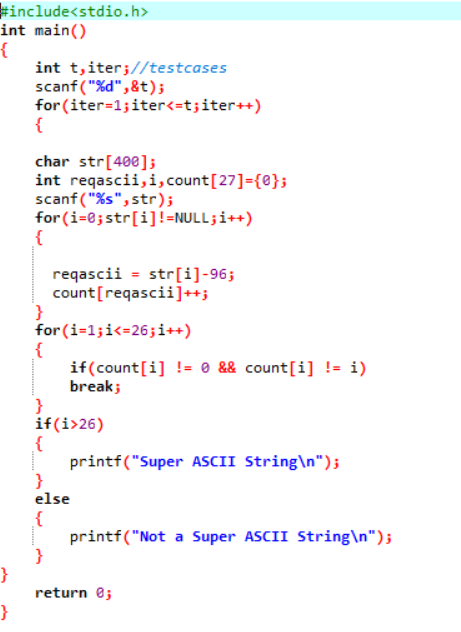 #include<stdio.h>
int main()
{
    int t,iter;//testcases
    scanf("%d",&t);
    for(iter=1;iter<=t;iter++)
    {

    char str[400];
    int reqascii,i,count[27]={0};
    scanf("%s",str);
    for(i=0;str[i]!=NULL;i++)
    {

      reqascii = str[i]-96;
      count[reqascii]++;
    }
    for(i=1;i<=26;i++)
    {
        if(count[i] != 0 && count[i] != i)
        break;
    }
    if(i>26)
    {
        printf("Super ASCII String\n");
    }
    else
    {
        printf("Not a Super ASCII String\n");
    }
}
    return 0;
}